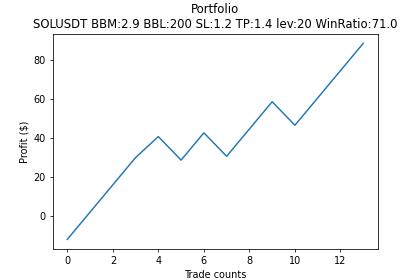 Portfolio
SOLUSDT BBM:2.9 BBL:200 SL:1.2 TP:1.4 lev:20 WinRatio:71.0
80
60
40
20
0
Profit ($)
0 2 4 6 8 10 12
Trade counts